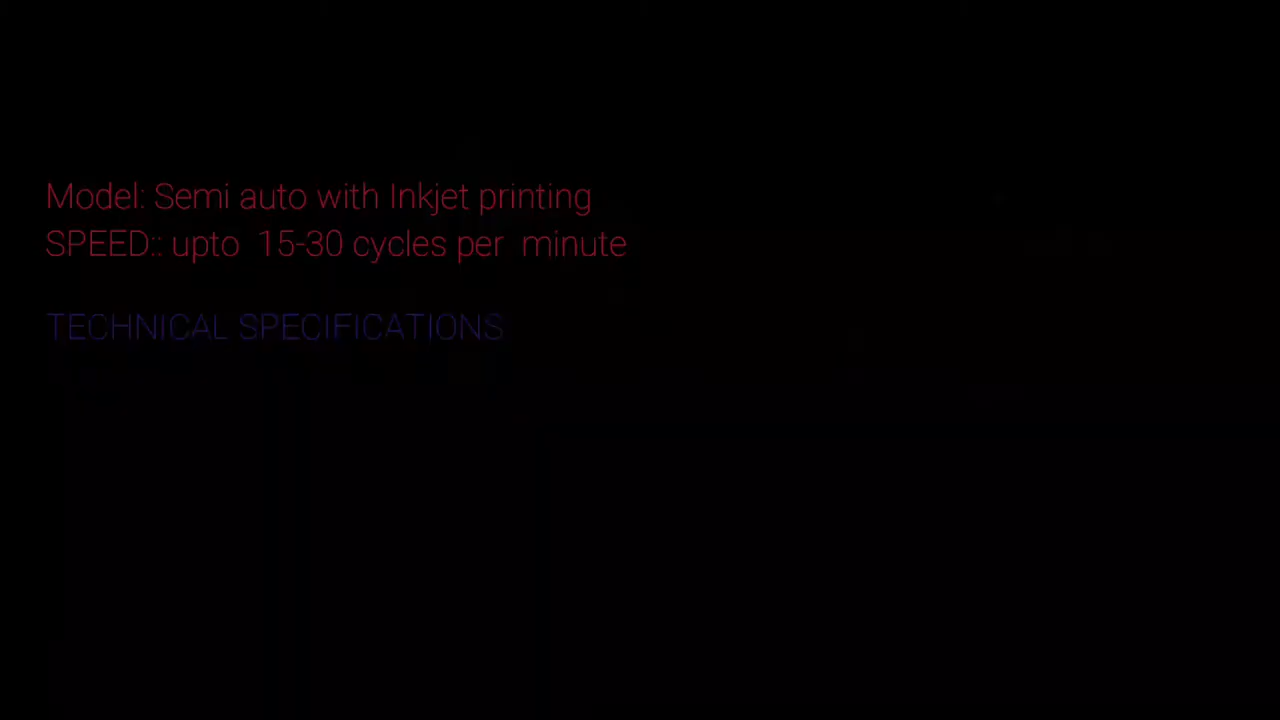 Model: Semi auto with Inkjet printing
SPEED:: upto  15-30 cycles per  minute
TECHNICAL SPECIFICATIONS